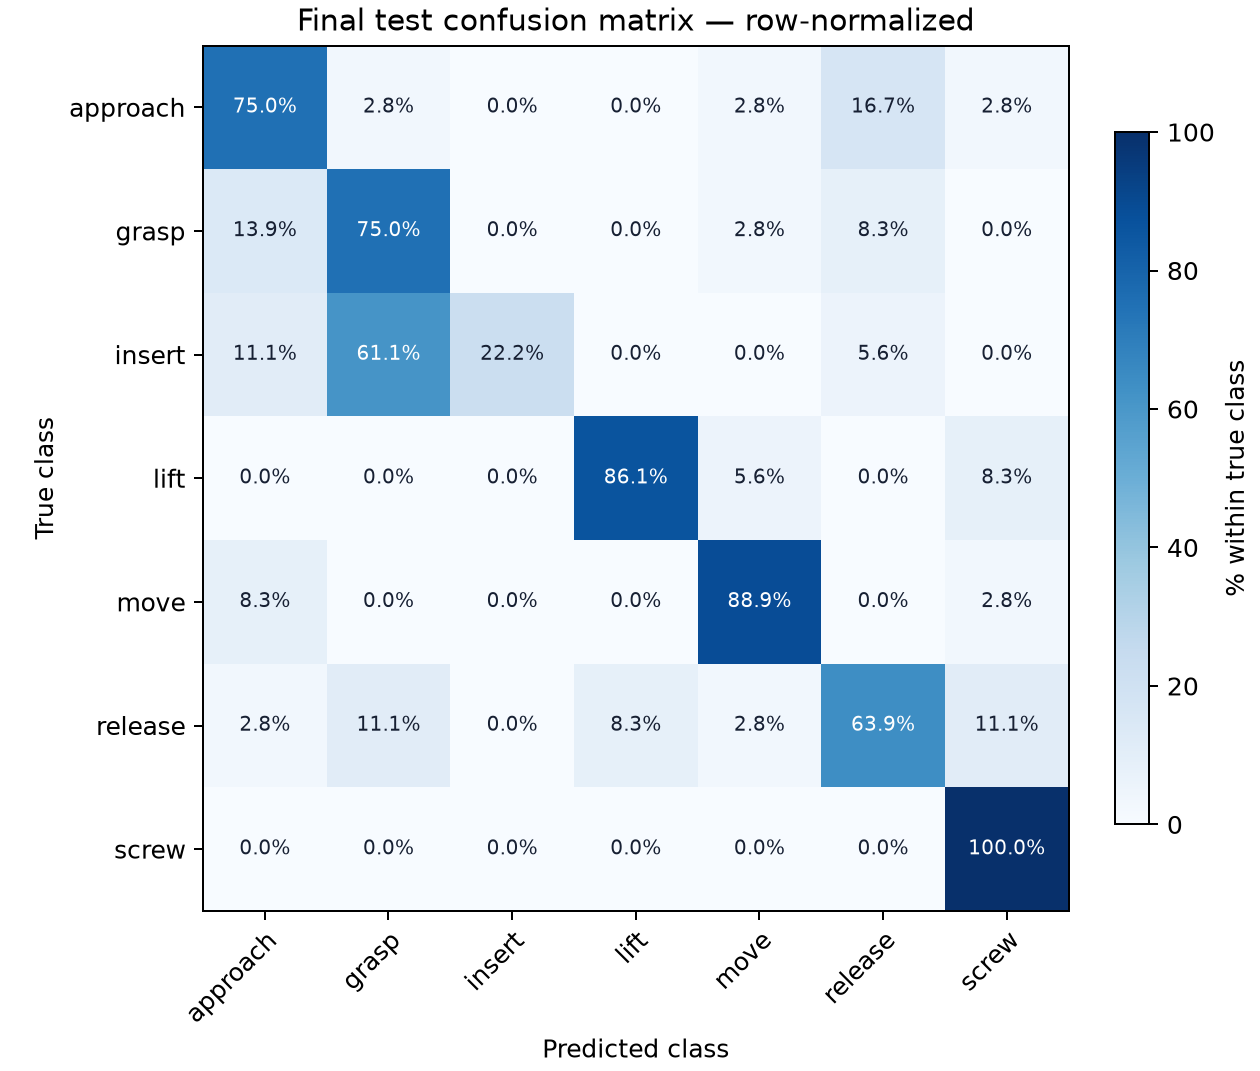 Final test confusion matrix — row-normalized
approach 75.0% 2.8% 0.0% 0.0% 2.8% 16.7% 2.8%
grasp 13.9% 75.0% 0.0% 0.0% 2.8% 8.3% 0.0%
insert 11.1% 61.1% 22.2% 0.0% 0.0% 5.6% 0.0%
lift 0.0% 0.0% 0.0% 86.1% 5.6% 0.0% 8.3%
move 8.3% 0.0% 0.0% 0.0% 88.9% 0.0% 2.8%
release 2.8% 11.1% 0.0% 8.3% 2.8% 63.9% 11.1%
screw 0.0% 0.0% 0.0% 0.0% 0.0% 0.0% 100.0%
approach grasp insert lift move release screw
Predicted class
True class
100
80
60
40
20
0
% within true class